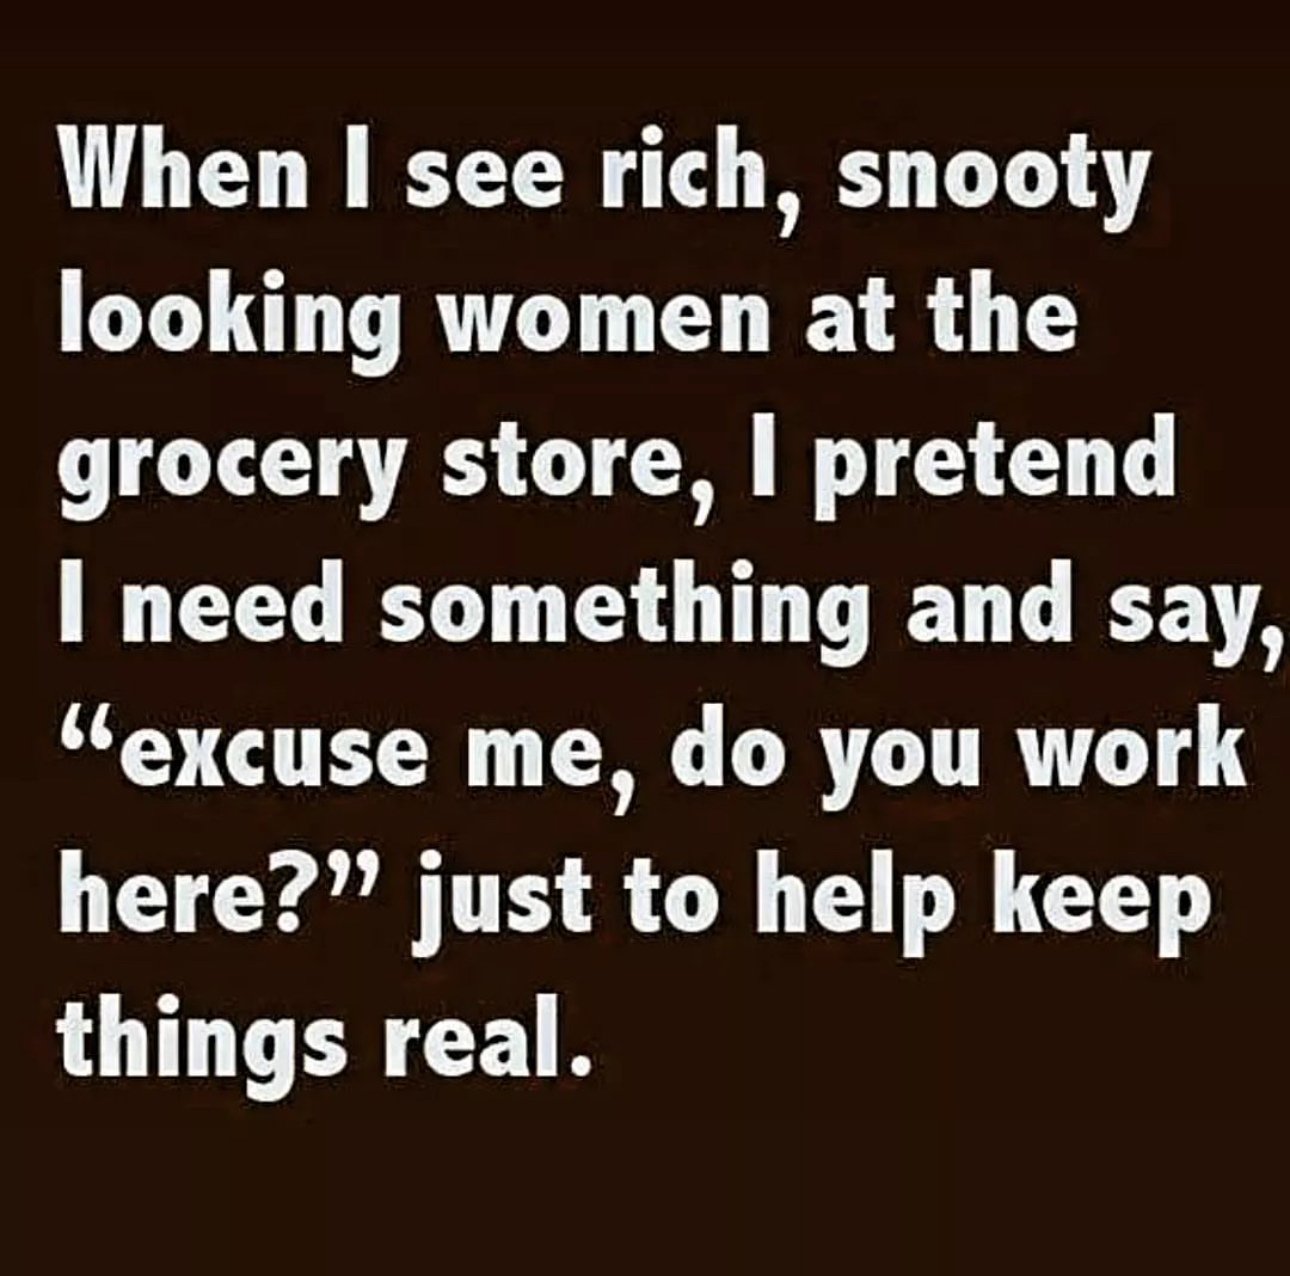 When I see rich, snooty
looking women at the
grocery store, I pretend
I need something and say,
“excuse me, do you work
here?” just to help keep
things real.